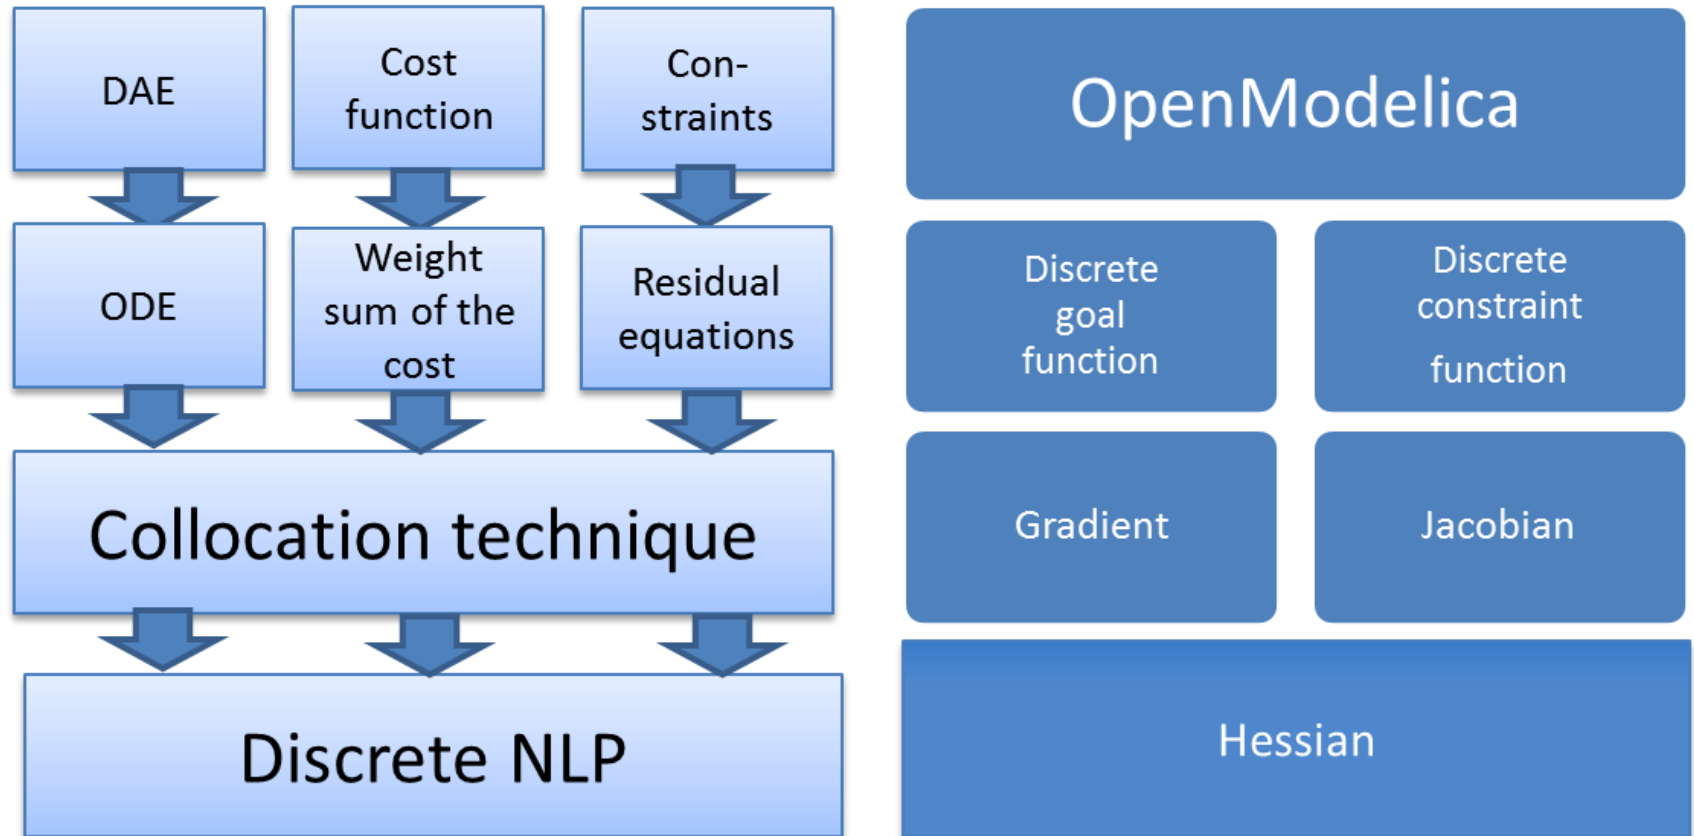 DAE
Cost
function
Con-
straints
ODE
Weight
sum of the
cost
Residual
equations
Collocation technique
Discrete NLP
OpenModelica
Discrete
goal
function
Discrete
constraint
function
Gradient
Jacobian
Hessian